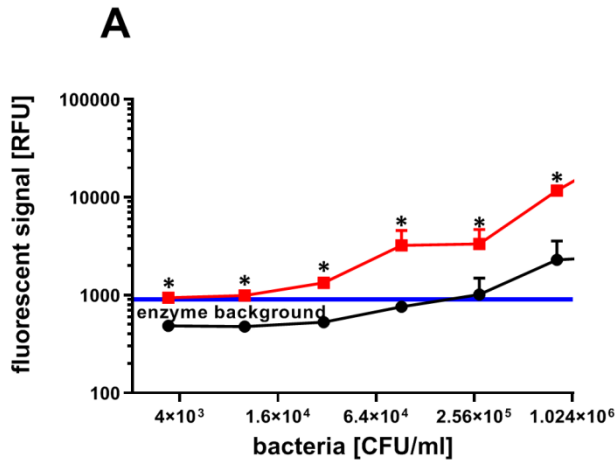 A
fluorescent signal [RFU]
100000
10000
1000
100
* * * * * *
enzyme background
4×10³ 1.6×10⁴ 6.4×10⁴ 2.56×10⁵ 1.024×10⁶
bacteria [CFU/ml]